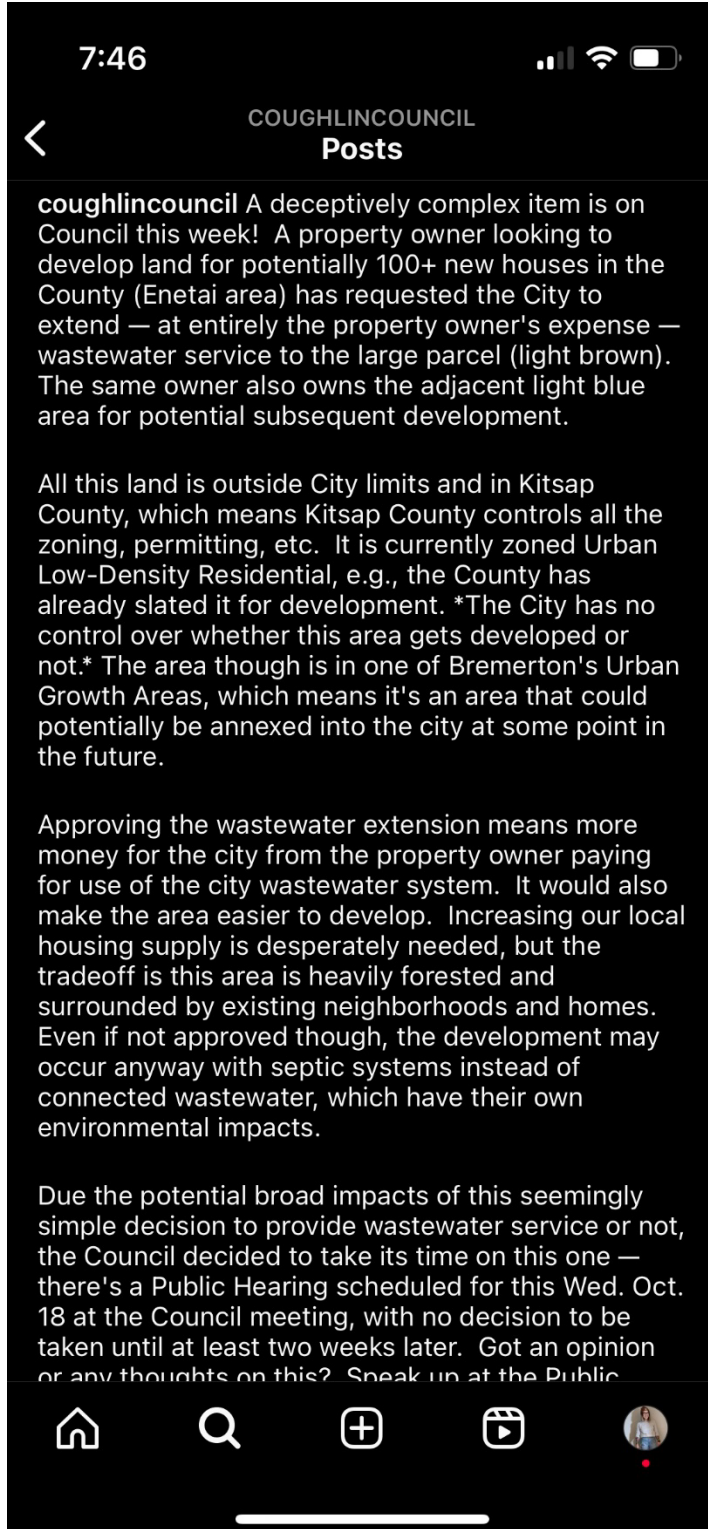 7:46
COUGHLINCOUNCIL
Posts
coughlincouncil A deceptively complex item is on
Council this week!  A property owner looking to
develop land for potentially 100+ new houses in the
County (Enetai area) has requested the City to
extend — at entirely the property owner's expense —
wastewater service to the large parcel (light brown).
The same owner also owns the adjacent light blue
area for potential subsequent development.
All this land is outside City limits and in Kitsap
County, which means Kitsap County controls all the
zoning, permitting, etc.  It is currently zoned Urban
Low-Density Residential, e.g., the County has
already slated it for development. *The City has no
control over whether this area gets developed or
not.* The area though is in one of Bremerton's Urban
Growth Areas, which means it's an area that could
potentially be annexed into the city at some point in
the future.
Approving the wastewater extension means more
money for the city from the property owner paying
for use of the city wastewater system.  It would also
make the area easier to develop.  Increasing our local
housing supply is desperately needed, but the
tradeoff is this area is heavily forested and
surrounded by existing neighborhoods and homes.
Even if not approved though, the development may
occur anyway with septic systems instead of
connected wastewater, which have their own
environmental impacts.
Due the potential broad impacts of this seemingly
simple decision to provide wastewater service or not,
the Council decided to take its time on this one —
there's a Public Hearing scheduled for this Wed. Oct.
18 at the Council meeting, with no decision to be
taken until at least two weeks later.  Got an opinion
or any thoughts on this?  Speak up at the Public